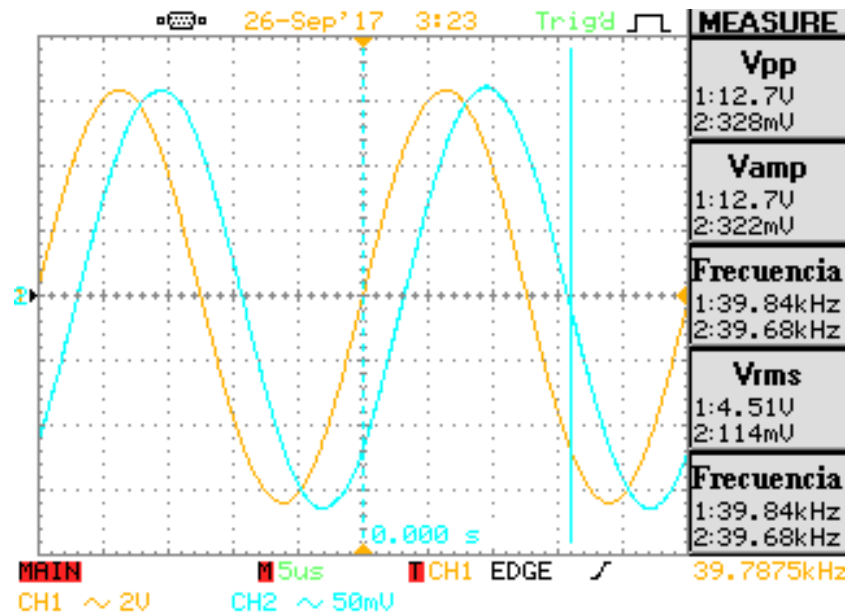 26-Sep'17 3:23 Trig'd MEASURE
Vpp
1:12.7V
2:328mV
Vamp
1:12.7V
2:322mV
Frecuencia
1:39.84kHz
2:39.68kHz
Vrms
1:4.51V
2:114mV
Frecuencia
1:39.84kHz
2:39.68kHz
2
0.000 s
MAIN M 5us T CH1 EDGE 39.7875kHz
CH1 ~ 2V CH2 ~ 50mV